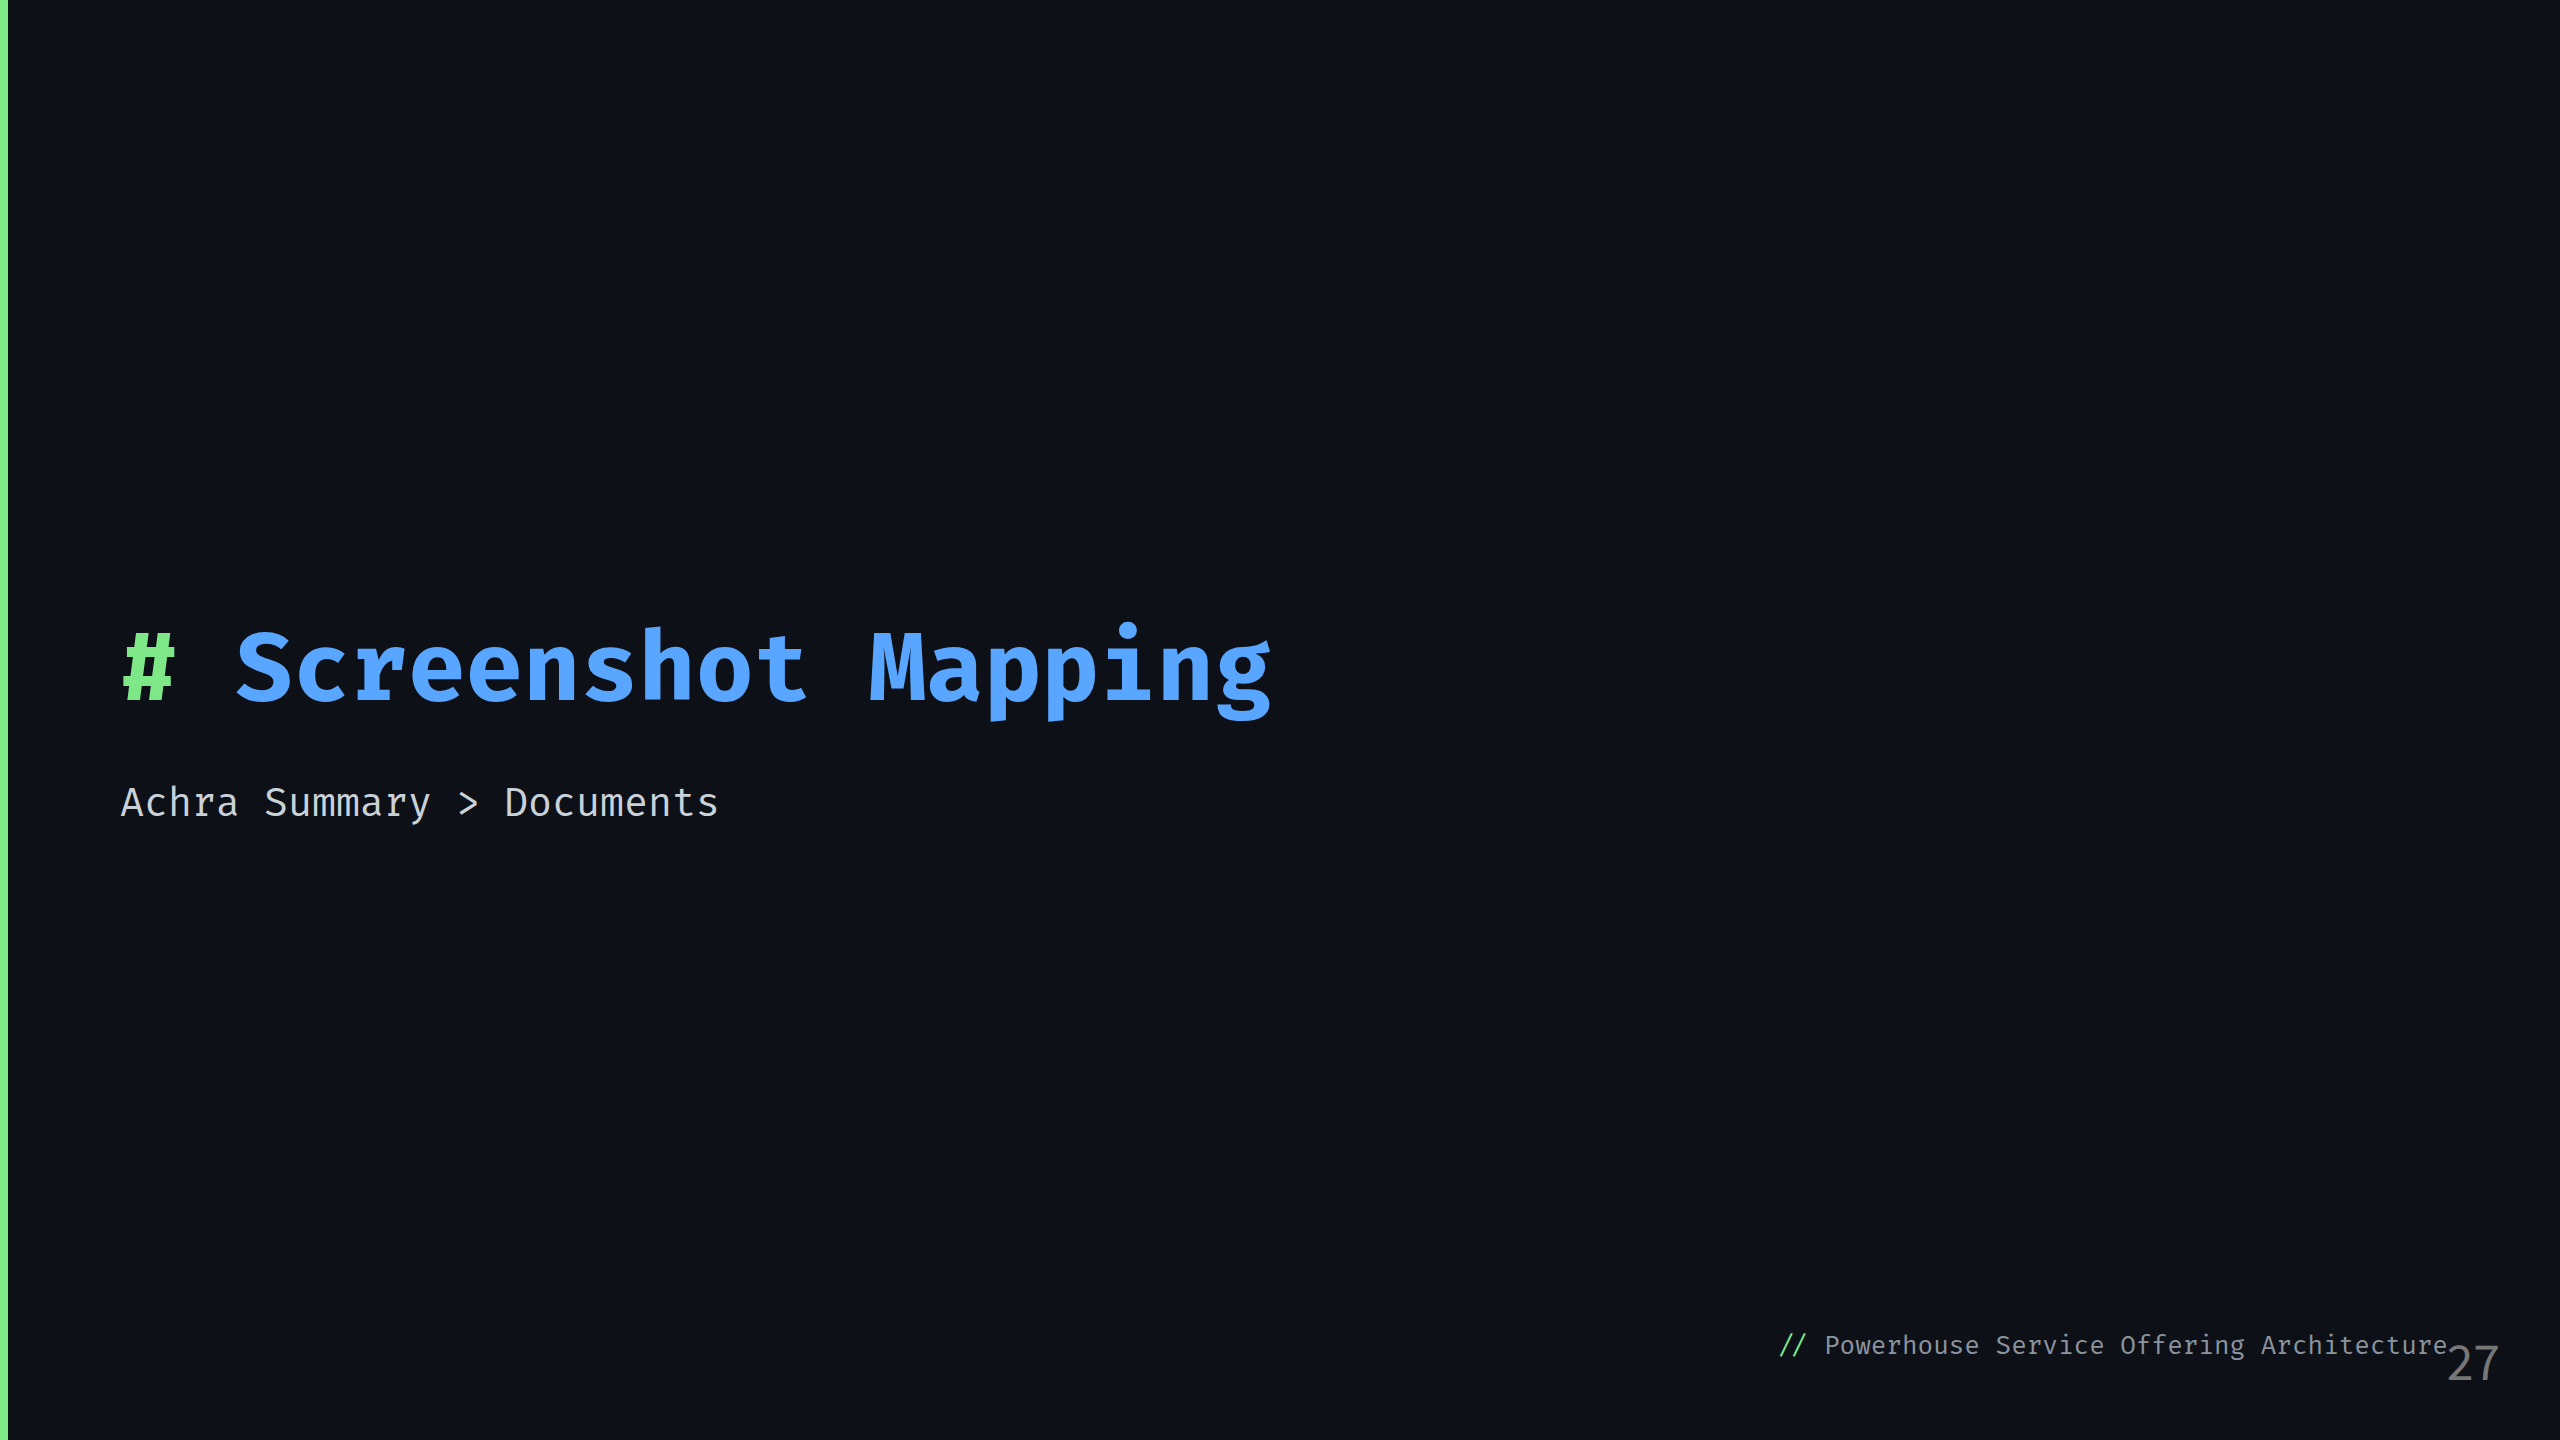 # Screenshot Mapping
Achra Summary > Documents
// Powerhouse Service Offering Architecture
27